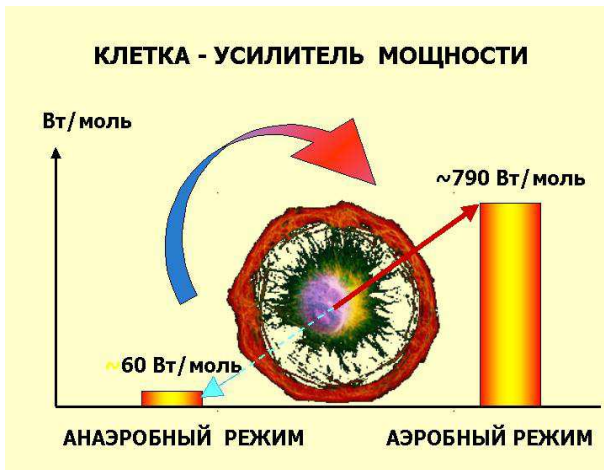 КЛЕТКА - УСИЛИТЕЛЬ МОЩНОСТИ
Вт/моль
~790 Вт/моль
~60 Вт/моль
АНАЭРОБНЫЙ РЕЖИМ
АЭРОБНЫЙ РЕЖИМ